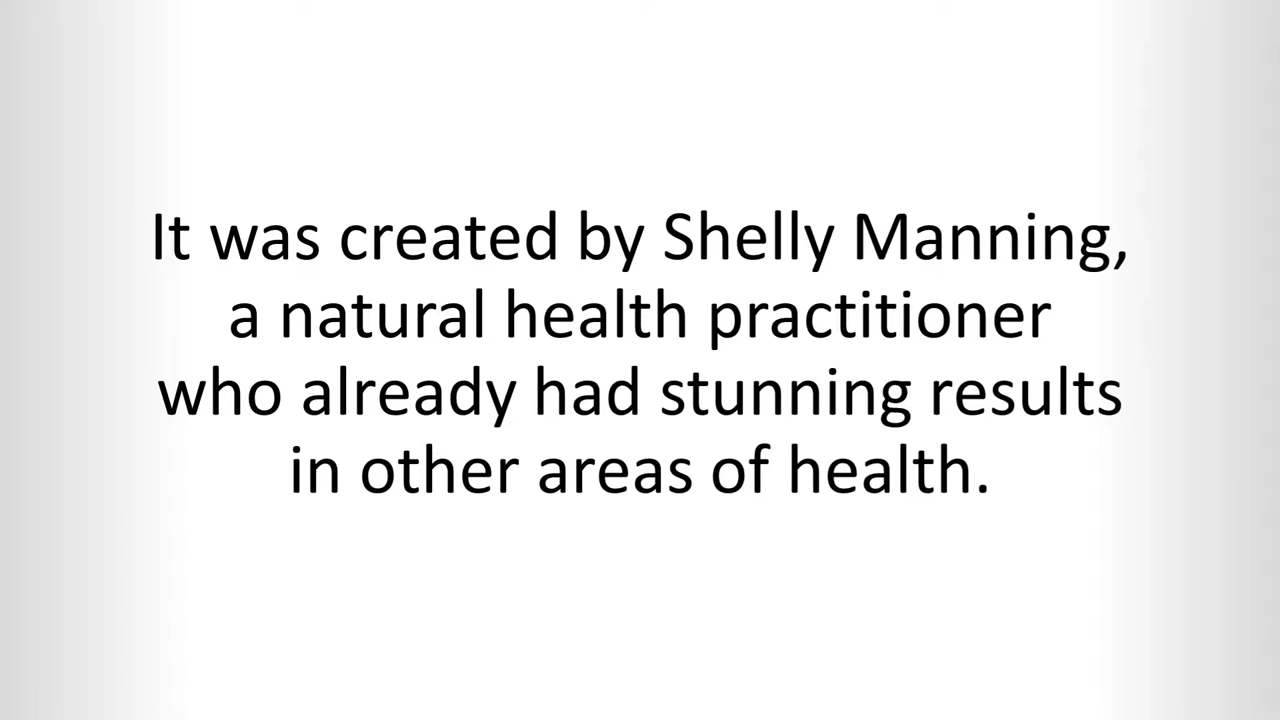 It was created by Shelly Manning,
a natural health practitioner
who already had stunning results
in other areas of health.